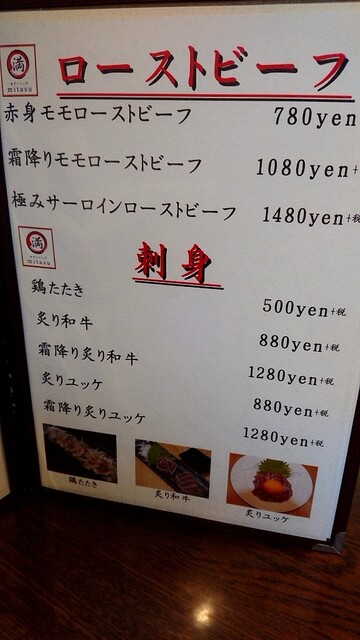 満
mitasu
ローストビーフ
赤身モモローストビーフ 780yen
霜降りモモローストビーフ 1080yen+
極みサーロインローストビーフ 1480yen+税
満
mitasu
刺身
鶏たたき 500yen+税
炙り和牛 880yen+税
霜降り炙り和牛 1280yen+税
炙りユッケ 880yen+税
霜降り炙りユッケ 1280yen+税
鶏たたき
炙り和牛
炙りユッケ